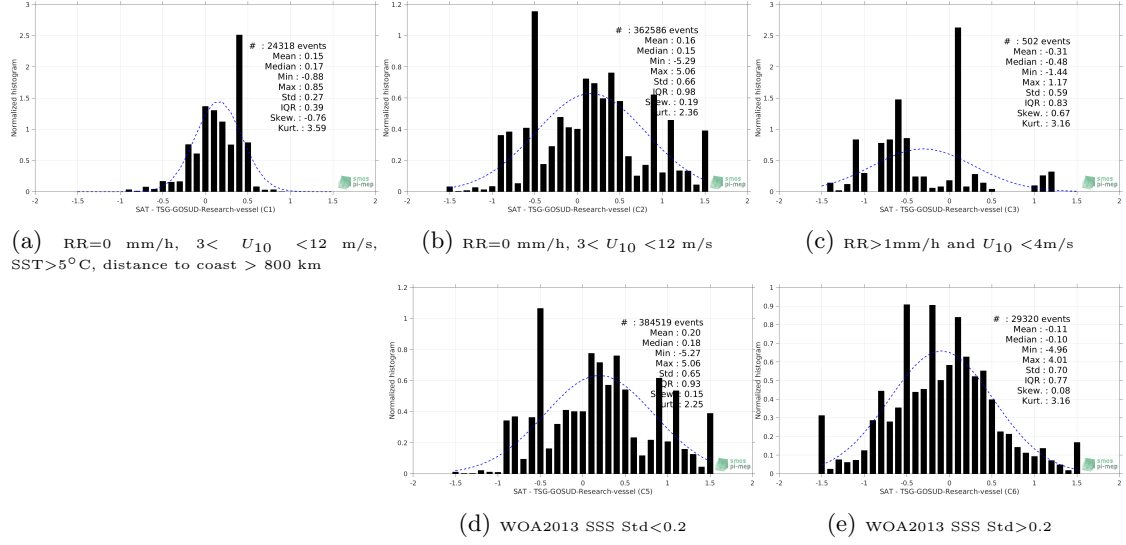 3
2.5
2
1.5
1
0.5
0
Normalized histogram
# : 24318 events
Mean : 0.15
Median : 0.17
Min : -0.88
Max : 0.85
Std : 0.27
IQR : 0.39
Skew. : -0.76
Kurt. : 3.59
smos
pi-mep
-2 -1.5 -1 -0.5 0 0.5 1 1.5 2
SAT - TSG-GOSUD-Research-vessel (C1)
(a) RR=0 mm/h, 3< U10 <12 m/s,
SST>5°C, distance to coast > 800 km
1.2
1
0.8
0.6
0.4
0.2
0
Normalized histogram
# : 362586 events
Mean : 0.16
Median : 0.15
Min : -5.29
Max : 5.06
Std : 0.66
IQR : 0.98
Skew. : 0.19
Kurt. : 2.36
smos
pi-mep
-2 -1.5 -1 -0.5 0 0.5 1 1.5 2
SAT - TSG-GOSUD-Research-vessel (C2)
(b) RR=0 mm/h, 3< U10 <12 m/s
3
2.5
2
1.5
1
0.5
0
Normalized histogram
# : 502 events
Mean : -0.31
Median : -0.48
Min : -1.44
Max : 1.17
Std : 0.59
IQR : 0.83
Skew. : 0.67
Kurt. : 3.16
smos
pi-mep
-2 -1.5 -1 -0.5 0 0.5 1 1.5 2
SAT - TSG-GOSUD-Research-vessel (C3)
(c) RR>1mm/h and U10 <4m/s
1.2
1
0.8
0.6
0.4
0.2
0
Normalized histogram
# : 384519 events
Mean : 0.20
Median : 0.18
Min : -5.27
Max : 5.06
Std : 0.65
IQR : 0.93
Skew. : 0.15
Kurt. : 2.25
smos
pi-mep
-2 -1.5 -1 -0.5 0 0.5 1 1.5 2
SAT - TSG-GOSUD-Research-vessel (C5)
(d) WOA2013 SSS Std<0.2
1
0.9
0.8
0.7
0.6
0.5
0.4
0.3
0.2
0.1
0
Normalized histogram
# : 29320 events
Mean : -0.11
Median : -0.10
Min : -4.96
Max : 4.01
Std : 0.70
IQR : 0.77
Skew. : 0.08
Kurt. : 3.16
smos
pi-mep
-2 -1.5 -1 -0.5 0 0.5 1 1.5 2
SAT - TSG-GOSUD-Research-vessel (C6)
(e) WOA2013 SSS Std>0.2